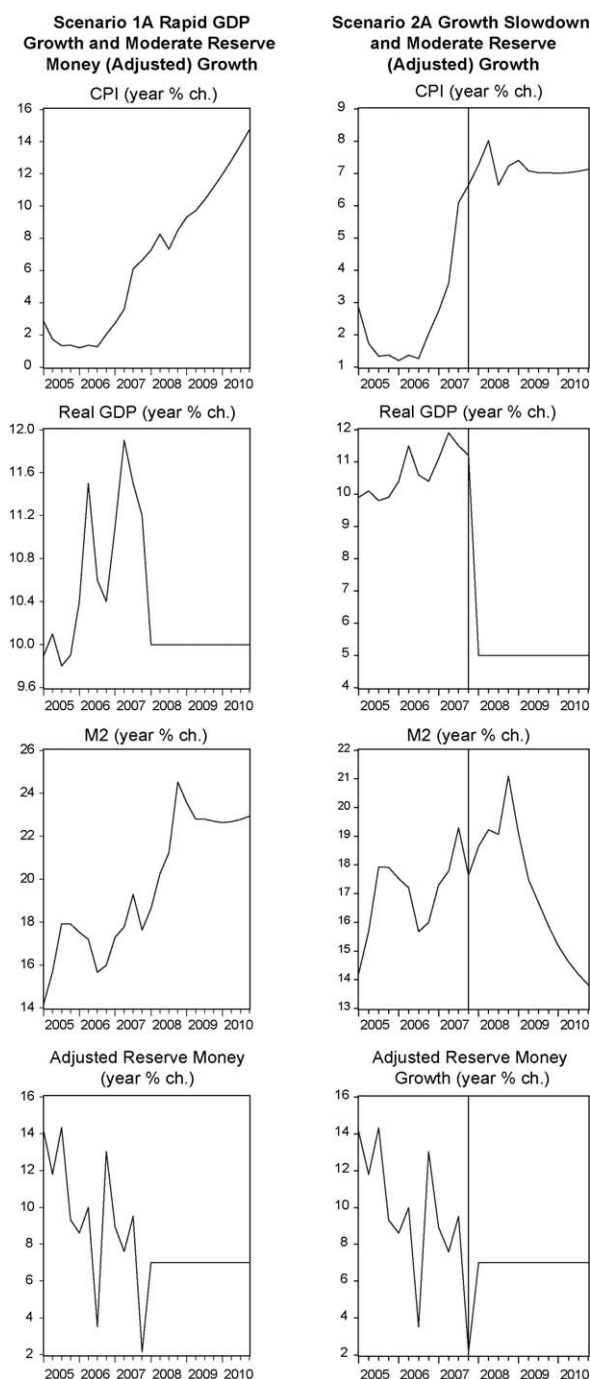 Scenario 1A Rapid GDP
Growth and Moderate Reserve
Money (Adjusted) Growth
CPI (year % ch.)
16
14
12
10
8
6
4
2
0
2005 2006 2007 2008 2009 2010
Real GDP (year % ch.)
12.0
11.6
11.2
10.8
10.4
10.0
9.6
2005 2006 2007 2008 2009 2010
M2 (year % ch.)
26
24
22
20
18
16
14
2005 2006 2007 2008 2009 2010
Adjusted Reserve Money
(year % ch.)
16
14
12
10
8
6
4
2
2005 2006 2007 2008 2009 2010
Scenario 2A Growth Slowdown
and Moderate Reserve
(Adjusted) Growth
CPI (year % ch.)
9
8
7
6
5
4
3
2
1
2005 2006 2007 2008 2009 2010
Real GDP (year % ch.)
12
11
10
9
8
7
6
5
4
2005 2006 2007 2008 2009 2010
M2 (year % ch.)
22
21
20
19
18
17
16
15
14
13
2005 2006 2007 2008 2009 2010
Adjusted Reserve Money
Growth (year % ch.)
16
14
12
10
8
6
4
2
2005 2006 2007 2008 2009 2010